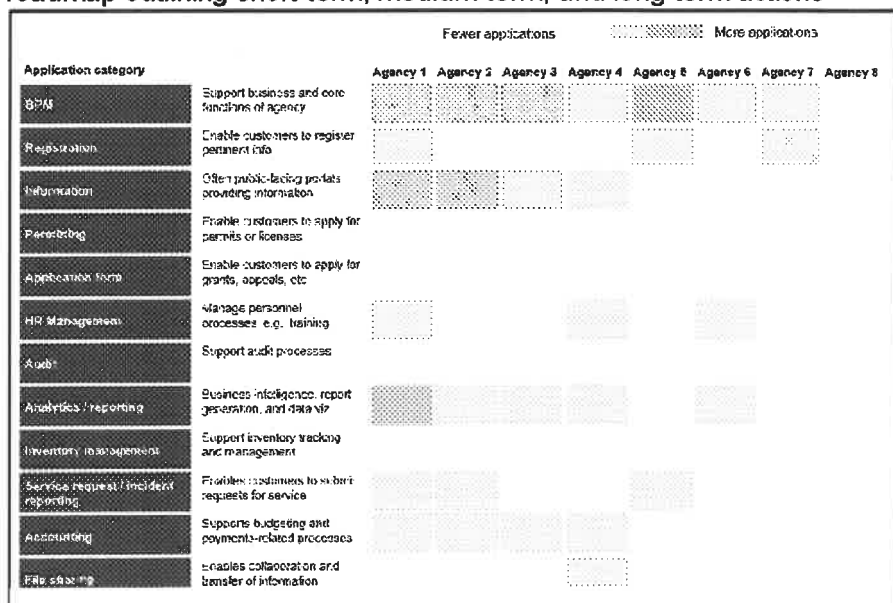 roadmap outlining short-term, medium-term, and long-term actions
Fewer applications More applications
Application category Agency 1 Agency 2 Agency 3 Agency 4 Agency 5 Agency 6 Agency 7 Agency 8
BPM Support business and core
functions of agency
Registration Enable customers to register
pertinent info
Information Often public-facing portals
providing information
Permitting Enable customers to apply for
permits or licenses
Application form Enable customers to apply for
grants, appeals, etc
HR Management Manage personnel
processes e.g. training
Audit Support audit processes
Analytics / reporting Business intelligence, report
generation, and data viz
Inventory management Support inventory tracking
and management
Service request / incident
reporting Enables customers to submit
requests for service
Accounting Supports budgeting and
payments-related processes
File sharing Enables collaboration and
transfer of information